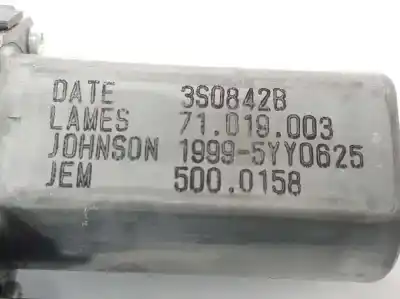 DATE 3S0842B
LAMES 71.019.003
JOHNSON 1999-5YY0625
JEM 500.0158